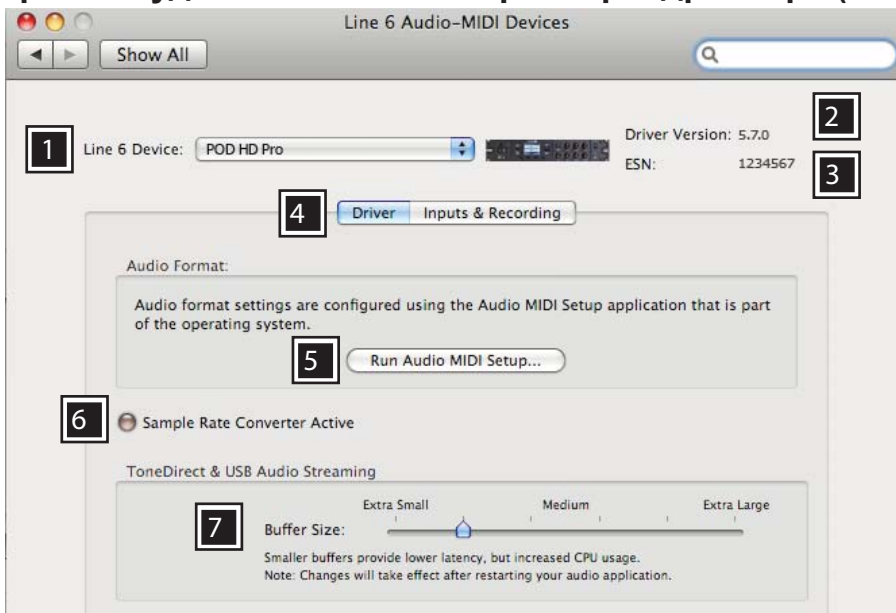 Line 6 Audio-MIDI Devices
Show All
2
1 Line 6 Device: POD HD Pro Driver Version: 5.7.0
ESN: 1234567 3
4 Driver Inputs & Recording
Audio Format:
Audio format settings are configured using the Audio MIDI Setup application that is part
of the operating system.
5 Run Audio MIDI Setup...
6 Sample Rate Converter Active
ToneDirect & USB Audio Streaming
Extra Small Medium Extra Large
7 Buffer Size:
Smaller buffers provide lower latency, but increased CPU usage.
Note: Changes will take effect after restarting your audio application.